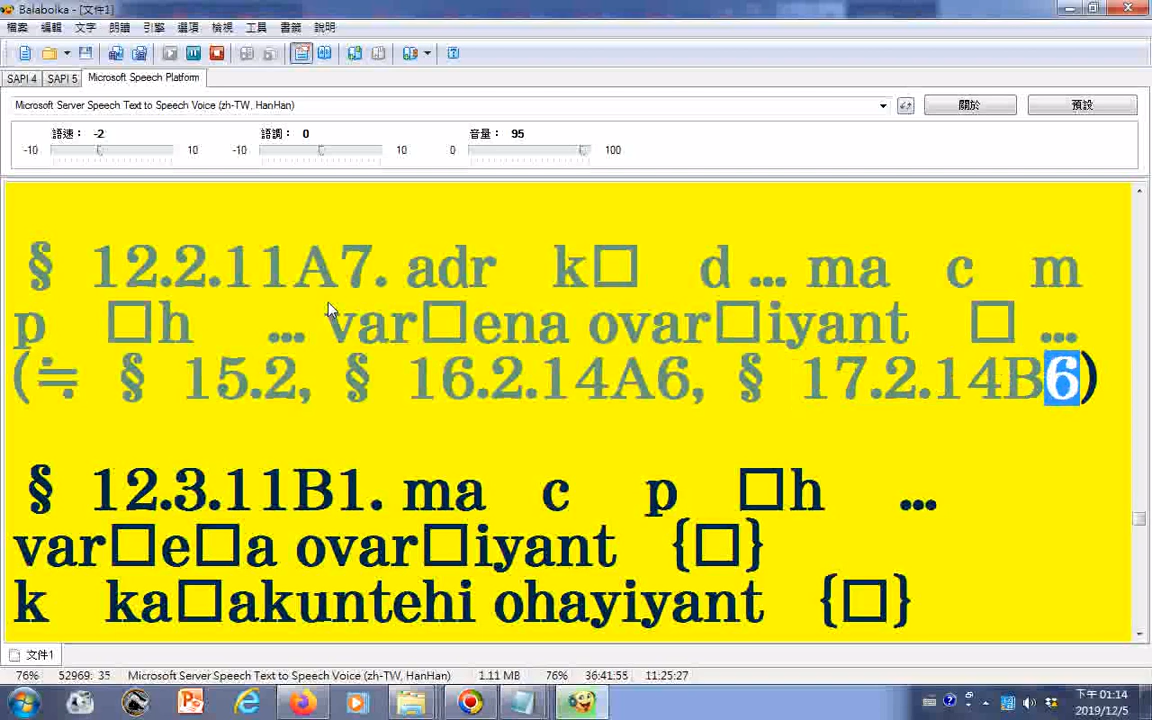 Balabolka - [文件1]
檔案 編輯 文字 朗讀 引擎 選項 檢視 工具 書籤 說明
SAPI 4 SAPI 5 Microsoft Speech Platform
Microsoft Server Speech Text to Speech Voice (zh-TW, HanHan) 關於 預設
語速： -2 語調： 0 音量： 95
-10 10 -10 10 0 100
§ 12.2.11A7. adr k□ d ... ma c m
p □h ... var□ena ovar□iyant □ ...
(≒ § 15.2, § 16.2.14A6, § 17.2.14B6)
§ 12.3.11B1. ma c p □h ...
var□e□a ovar□iyant {□}
k ka□akuntehi ohayiyant {□}
文件1
76% 52969: 35 Microsoft Server Speech Text to Speech Voice (zh-TW, HanHan) 1.11 MB 76% 36:41:55 11:25:27
下午 01:14
2019/12/5